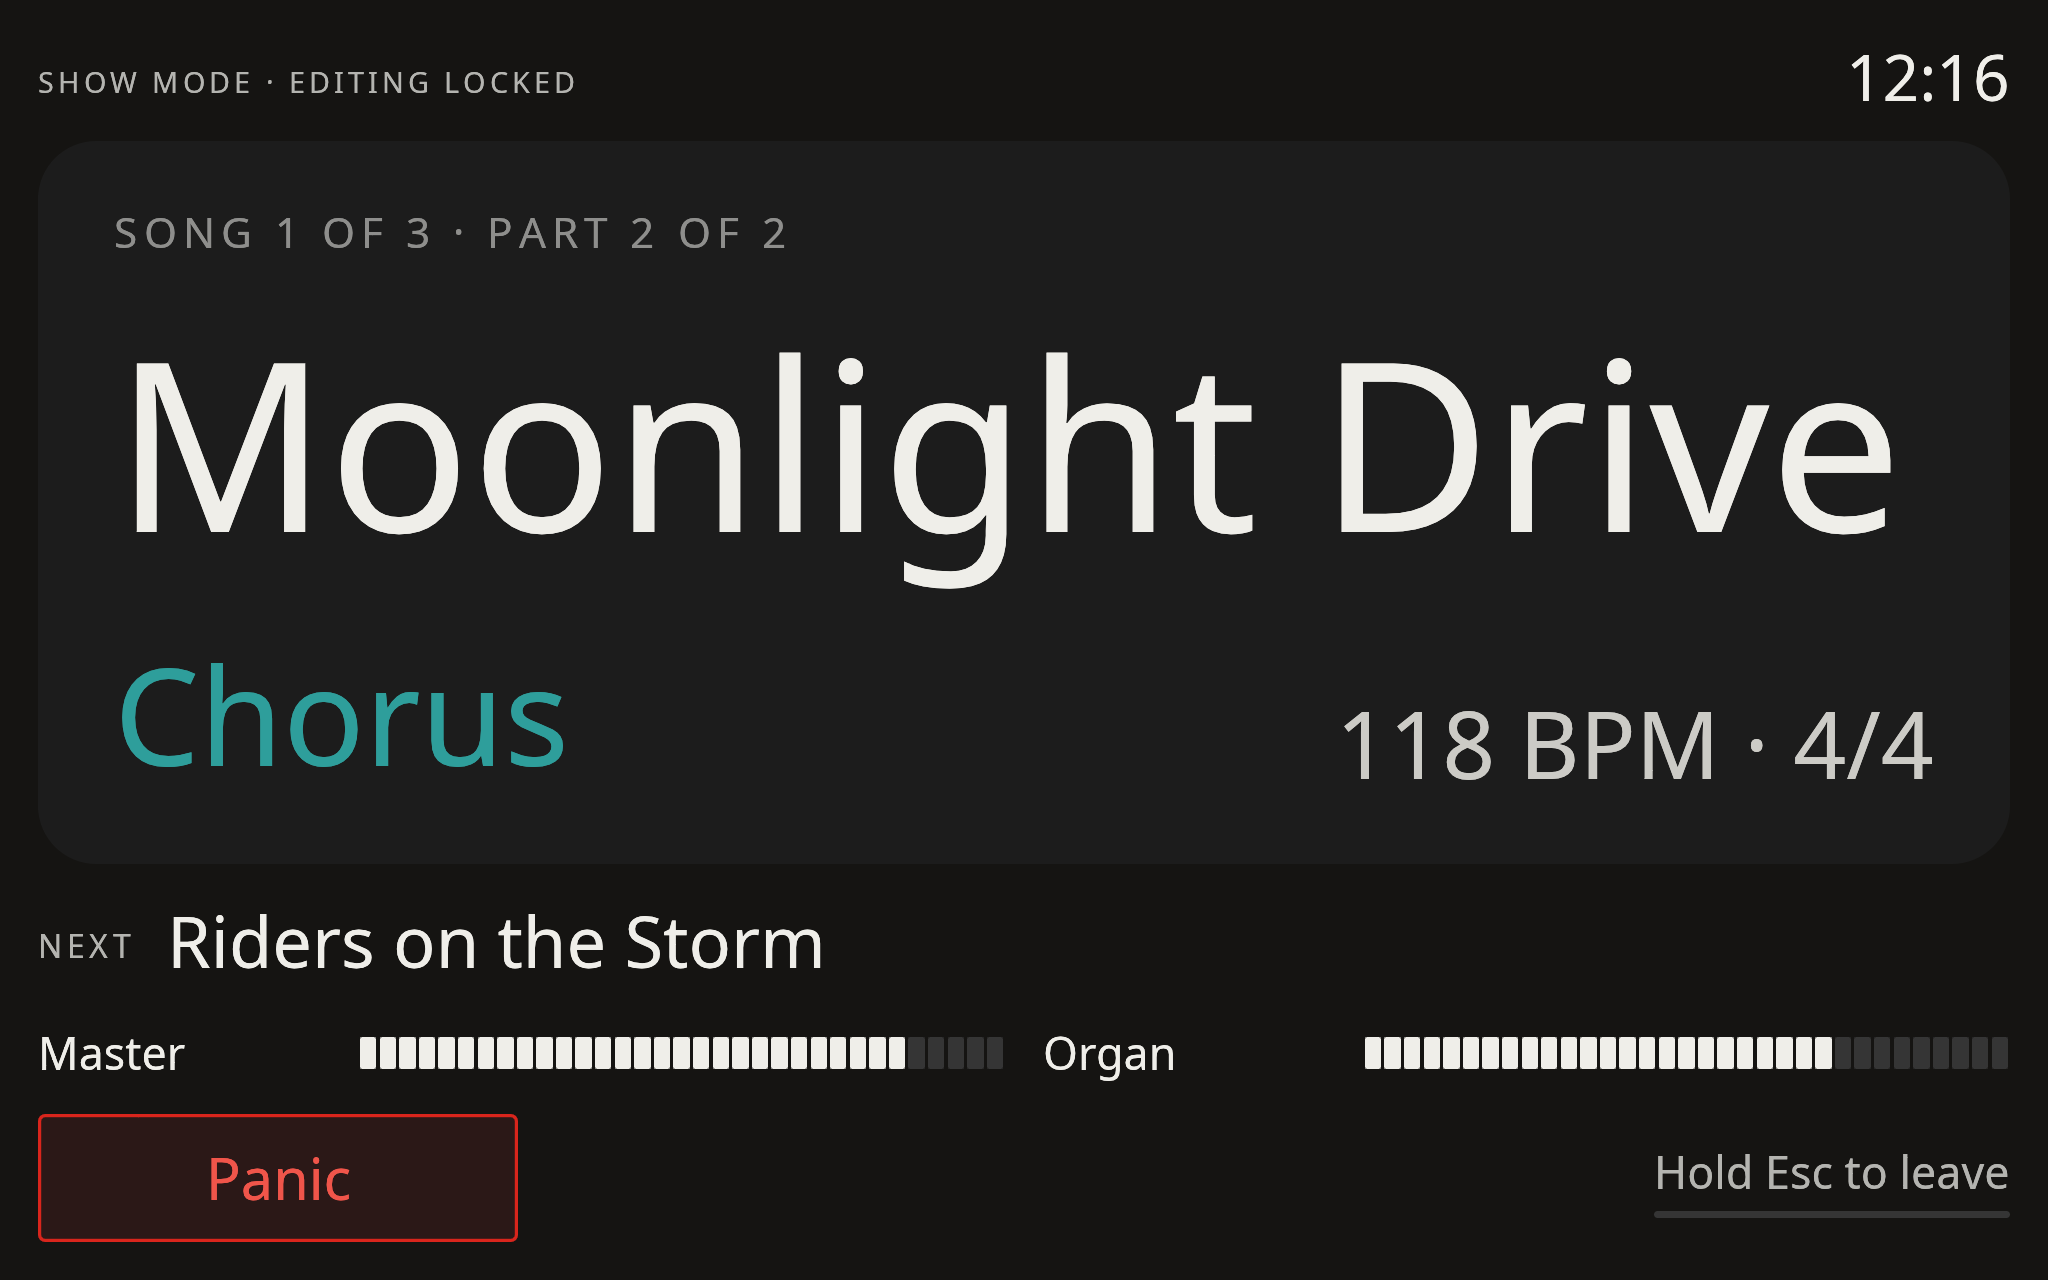 SHOW MODE · EDITING LOCKED
12:16
SONG 1 OF 3 · PART 2 OF 2
Moonlight Drive
Chorus
118 BPM · 4/4
NEXT Riders on the Storm
Master
Organ
Panic
Hold Esc to leave